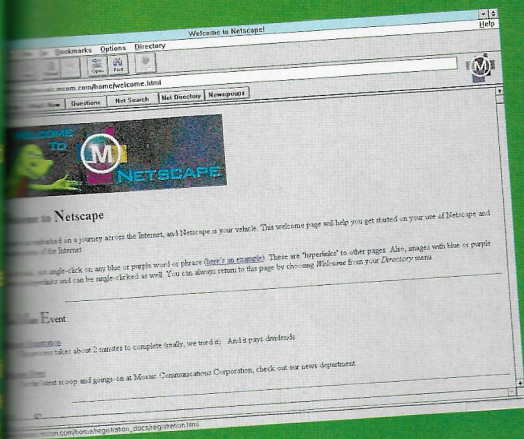 Welcome to Netscape!
Bookmarks Options Directory
Help
Open Find
.mcom.com/home/welcome.html
Questions Net Search Net Directory Newsgroups
WELCOME
TO
M
NETSCAPE
M
to Netscape
on a journey across the Internet, and Netscape is your vehicle. This welcome page will help you get started on your use of Netscape and
of the Internet.
single-click on any blue or purple word or phrase (here's an example). These are "hyperlinks" to other pages. Also, images with blue or purple
and can be single-clicked as well. You can always return to this page by choosing Welcome from your Directory menu.
Event
takes about 2 minutes to complete (really, we tried it). And it pays dividends.
latest scoop and goings-on at Mosaic Communications Corporation, check out our news department.
mcom.com/home/registration_docs/registration.html